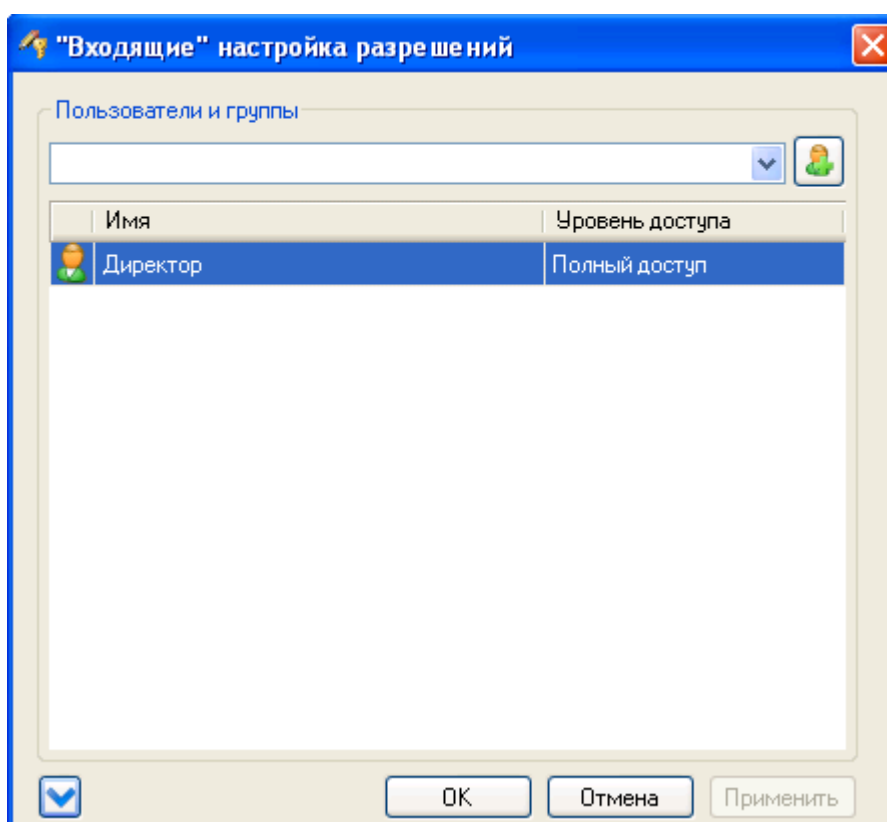 "Входящие" настройка разрешений
Пользователи и группы
Имя Уровень доступа
Директор Полный доступ
OK Отмена Применить